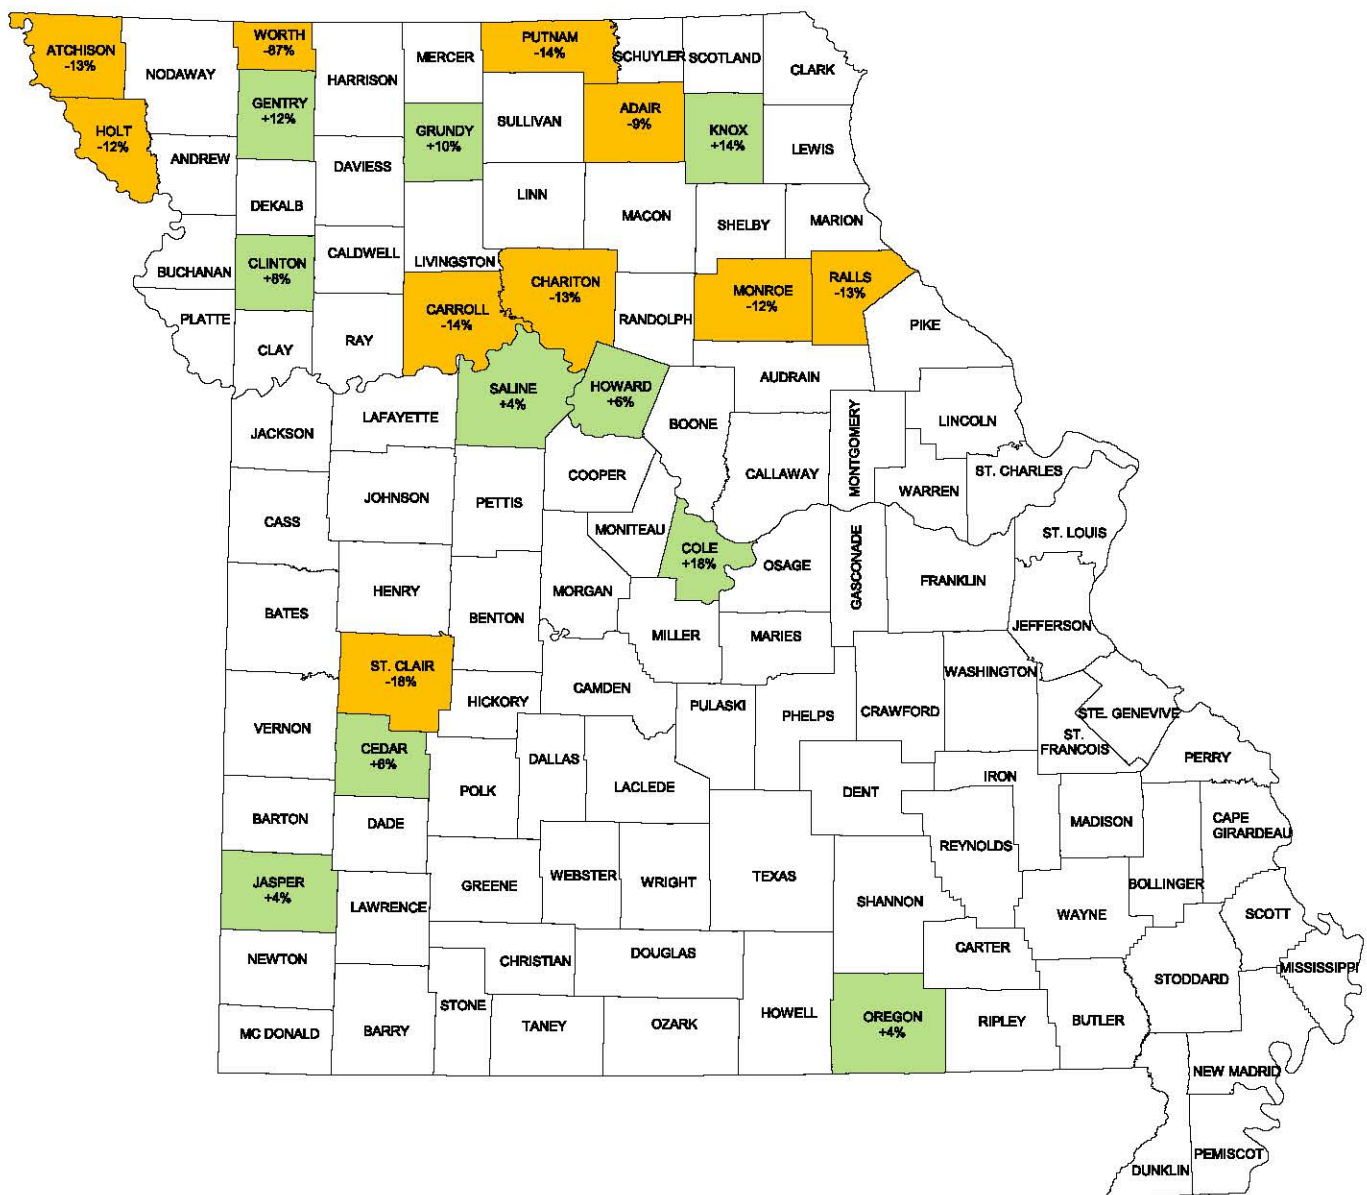 ATCHISON
-13%
NODAWAY
WORTH
-87%
HARRISON
MERCER
PUTNAM
-14%
SCHUYLER
SCOTLAND
CLARK
HOLT
-12%
GENTRY
+12%
GRUNDY
+10%
SULLIVAN
ADAIR
-9%
KNOX
+14%
LEWIS
ANDREW
DEKALB
DAVIESS
LINN
MACON
SHELBY
MARION
BUCHANAN
CLINTON
+8%
CALDWELL
LIVINGSTON
CHARITON
-13%
MONROE
-12%
RALLS
-13%
PLATTE
CLAY
RAY
CARROLL
-14%
RANDOLPH
PIKE
SALINE
+4%
HOWARD
+6%
AUDRAIN
JACKSON
LAFAYETTE
BOONE
LINCOLN
COOPER
CALLAWAY
MONTGOMERY
WARREN
ST. CHARLES
CASS
JOHNSON
PETTIS
MONITEAU
COLE
+18%
OSAGE
GASCONADE
FRANKLIN
ST. LOUIS
BATES
HENRY
BENTON
MORGAN
MILLER
MARIES
JEFFERSON
ST. CLAIR
-18%
HICKORY
CAMDEN
PULASKI
PHELPS
CRAWFORD
WASHINGTON
VERNON
CEDAR
DALLAS
LACLEDE
DENT
IRON
ST.
FRANCOIS
STE. GENEVIVE
PERRY
BARTON
DADE
POLK
REYNOLDS
MADISON
CAPE
GIRARDEAU
JASPER
+4%
LAWRENCE
GREENE
WEBSTER
WRIGHT
TEXAS
SHANNON
WAYNE
BOLLINGER
SCOTT
NEWTON
CHRISTIAN
DOUGLAS
CARTER
STODDARD
MISSISSIPPI
MC DONALD
BARRY
STONE
TANEY
OZARK
HOWELL
OREGON
+4%
RIPLEY
BUTLER
NEW MADRID
DUNKLIN
PEMISCOT